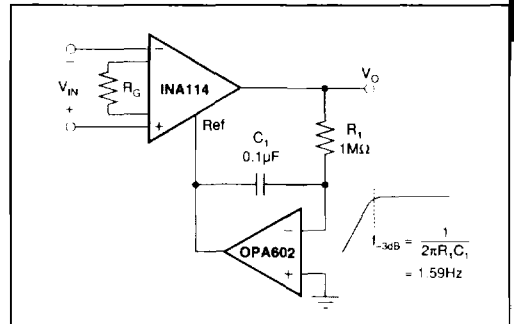 −
V_IN
R_G
+
−
INA114
+
Ref
V_O
C_1
0.1µF
R_1
1MΩ
−
OPA602
+
f_−3dB = 1 / 2πR_1C_1
= 1.59Hz